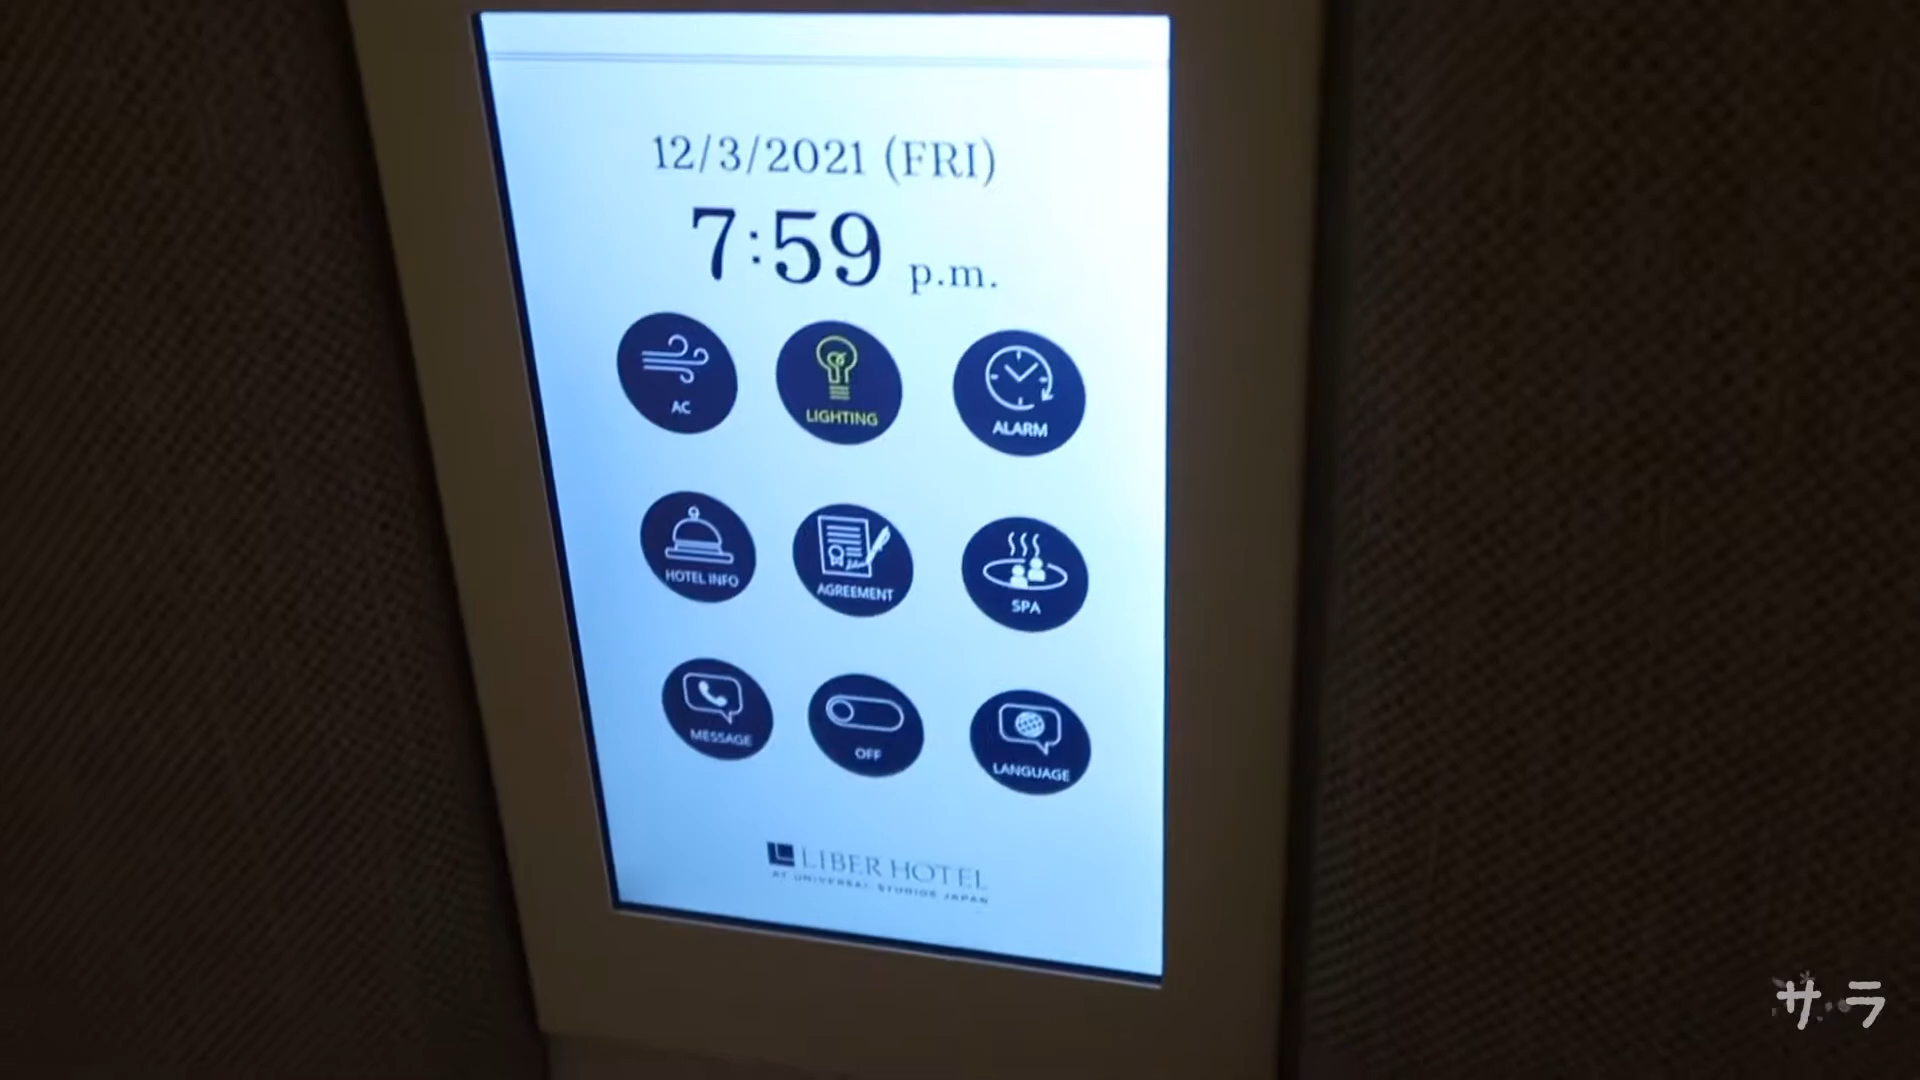 12/3/2021 (FRI)
7:59 p.m.
AC
LIGHTING
ALARM
HOTEL INFO
AGREEMENT
SPA
MESSAGE
OFF
LANGUAGE
LIBER HOTEL
AT UNIVERSAL STUDIOS JAPAN
サラ